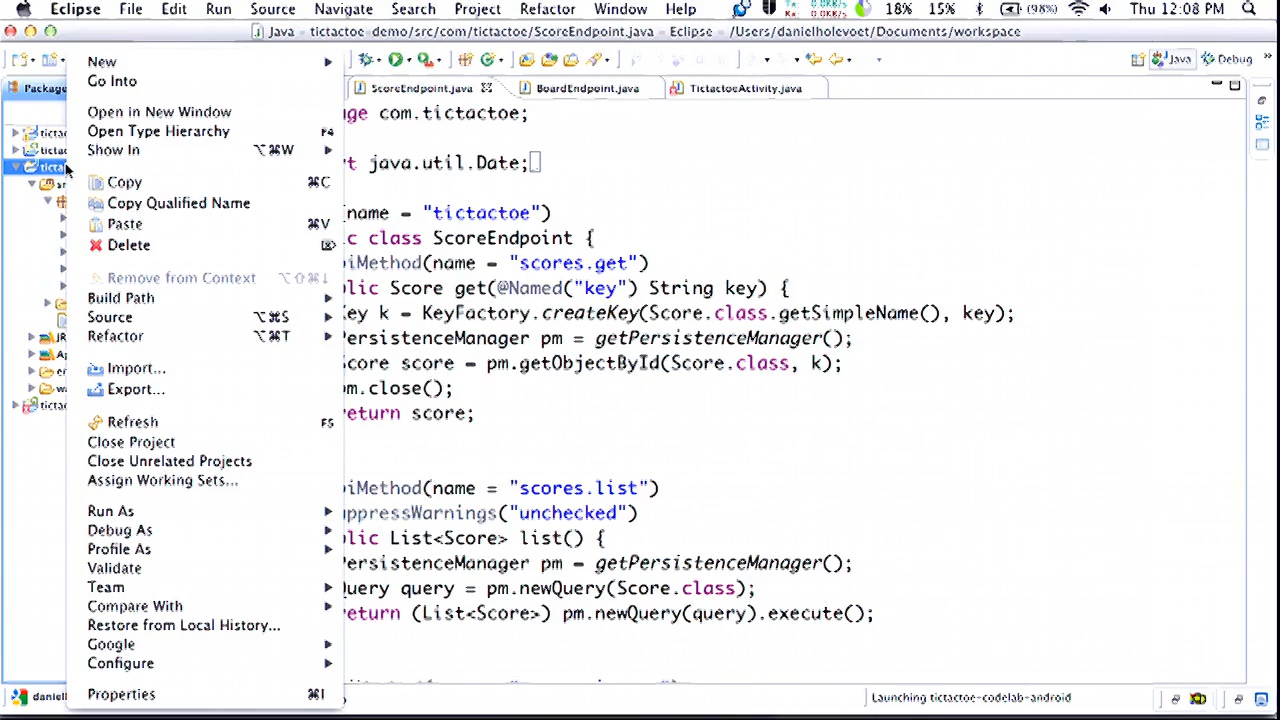 Eclipse File Edit Run Source Navigate Search Project Refactor Window Help 18% 15% (98%) Thu 12:08 PM
Java - tictactoe-demo/src/com/tictactoe/ScoreEndpoint.java - Eclipse - /Users/danielholevoet/Documents/workspace
Java Debug
Package
ScoreEndpoint.java BoardEndpoint.java TictactoeActivity.java
New
Go Into
Open in New Window
Open Type Hierarchy F4
Show In ⌥⌘W
Copy ⌘C
Copy Qualified Name
Paste ⌘V
Delete ⌦
Remove from Context ⌥⇧⌘↓
Build Path
Source ⌥⌘S
Refactor ⌥⌘T
Import...
Export...
Refresh F5
Close Project
Close Unrelated Projects
Assign Working Sets...
Run As
Debug As
Profile As
Validate
Team
Compare With
Restore from Local History...
Google
Configure
Properties ⌘I
ge com.tictactoe;
t java.util.Date;
(name = "tictactoe")
ic class ScoreEndpoint {
iMethod(name = "scores.get")
lic Score get(@Named("key") String key) {
Key k = KeyFactory.createKey(Score.class.getSimpleName(), key);
PersistenceManager pm = getPersistenceManager();
Score score = pm.getObjectById(Score.class, k);
pm.close();
eturn score;
iMethod(name = "scores.list")
ppressWarnings("unchecked")
lic List<Score> list() {
PersistenceManager pm = getPersistenceManager();
Query query = pm.newQuery(Score.class);
eturn (List<Score>) pm.newQuery(query).execute();
daniel
Launching tictactoe-codelab-android